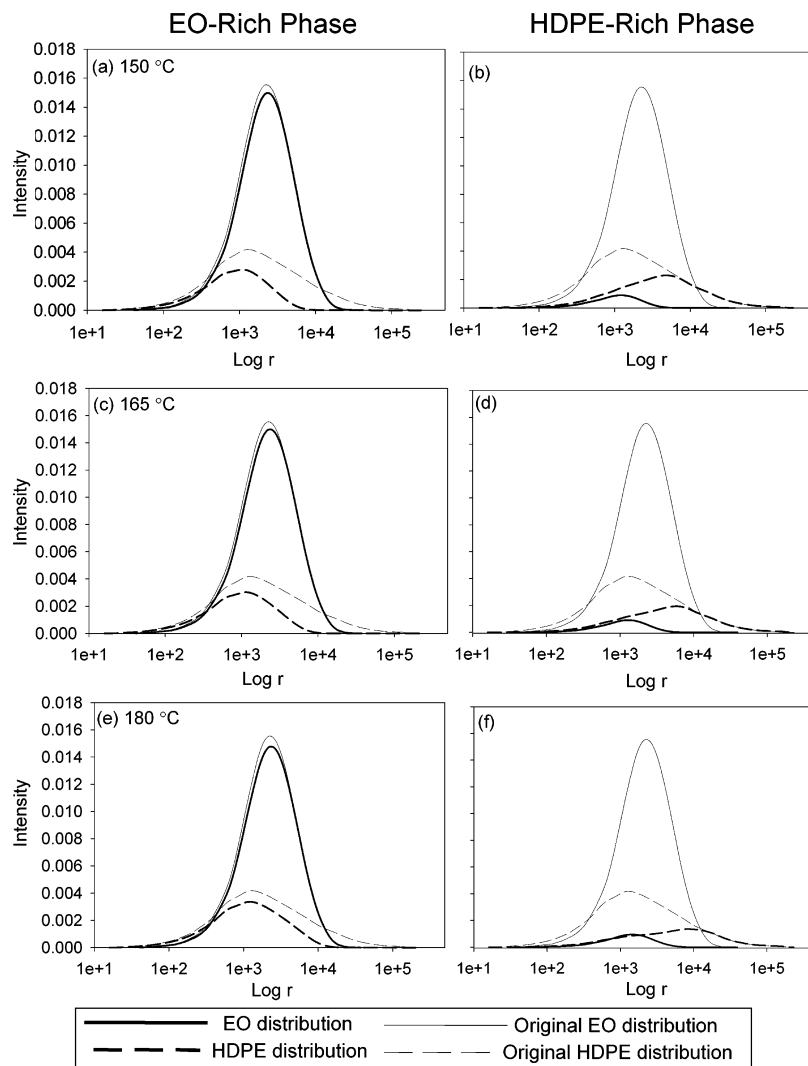 EO-Rich Phase
HDPE-Rich Phase
(a) 150 °C
(b)
0.018
0.016
0.014
0.012
0.010
0.008
0.006
0.004
0.002
0.000
Intensity
1e+1 1e+2 1e+3 1e+4 1e+5
Log r
1e+1 1e+2 1e+3 1e+4 1e+5
Log r
(c) 165 °C
(d)
0.018
0.016
0.014
0.012
0.010
0.008
0.006
0.004
0.002
0.000
Intensity
1e+1 1e+2 1e+3 1e+4 1e+5
Log r
1e+1 1e+2 1e+3 1e+4 1e+5
Log r
(e) 180 °C
(f)
0.018
0.016
0.014
0.012
0.010
0.008
0.006
0.004
0.002
0.000
Intensity
1e+1 1e+2 1e+3 1e+4 1e+5
Log r
1e+1 1e+2 1e+3 1e+4 1e+5
Log r
EO distribution
Original EO distribution
HDPE distribution
Original HDPE distribution